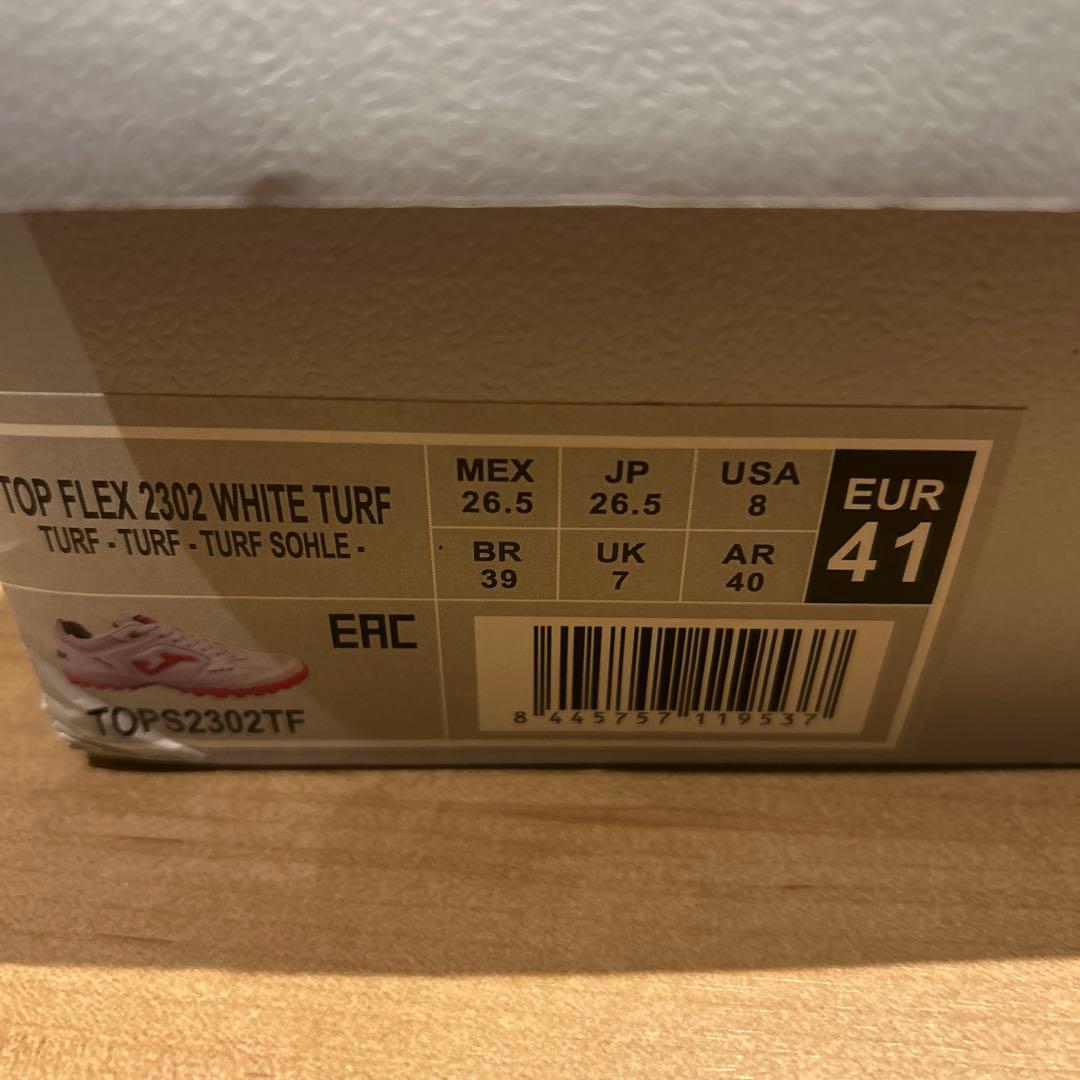 TOP FLEX 2302 WHITE TURF
TURF - TURF - TURF SOHLE -
MEX
26.5
JP
26.5
USA
8
BR
39
UK
7
AR
40
EUR
41
EAC
TOPS2302TF
8 445757 119537